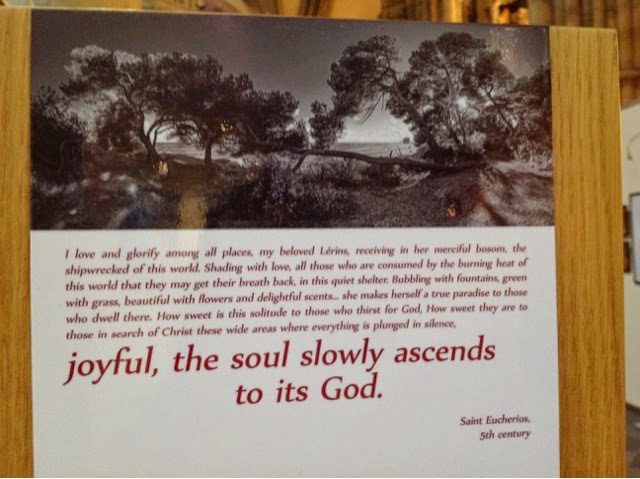 I love and glorify among all places, my beloved Lérins, receiving in her merciful bosom, the
shipwrecked of this world. Shading with love, all those who are consumed by the burning heat of
this world that they may get their breath back, in this quiet shelter. Bubbling with fountains, green
with grass, beautiful with flowers and delightful scents... she makes herself a true paradise to those
who dwell there. How sweet is this solitude to those who thirst for God, How sweet they are to
those in search of Christ these wide areas where everything is plunged in silence,
joyful, the soul slowly ascends
to its God.
Saint Eucherius,
5th century